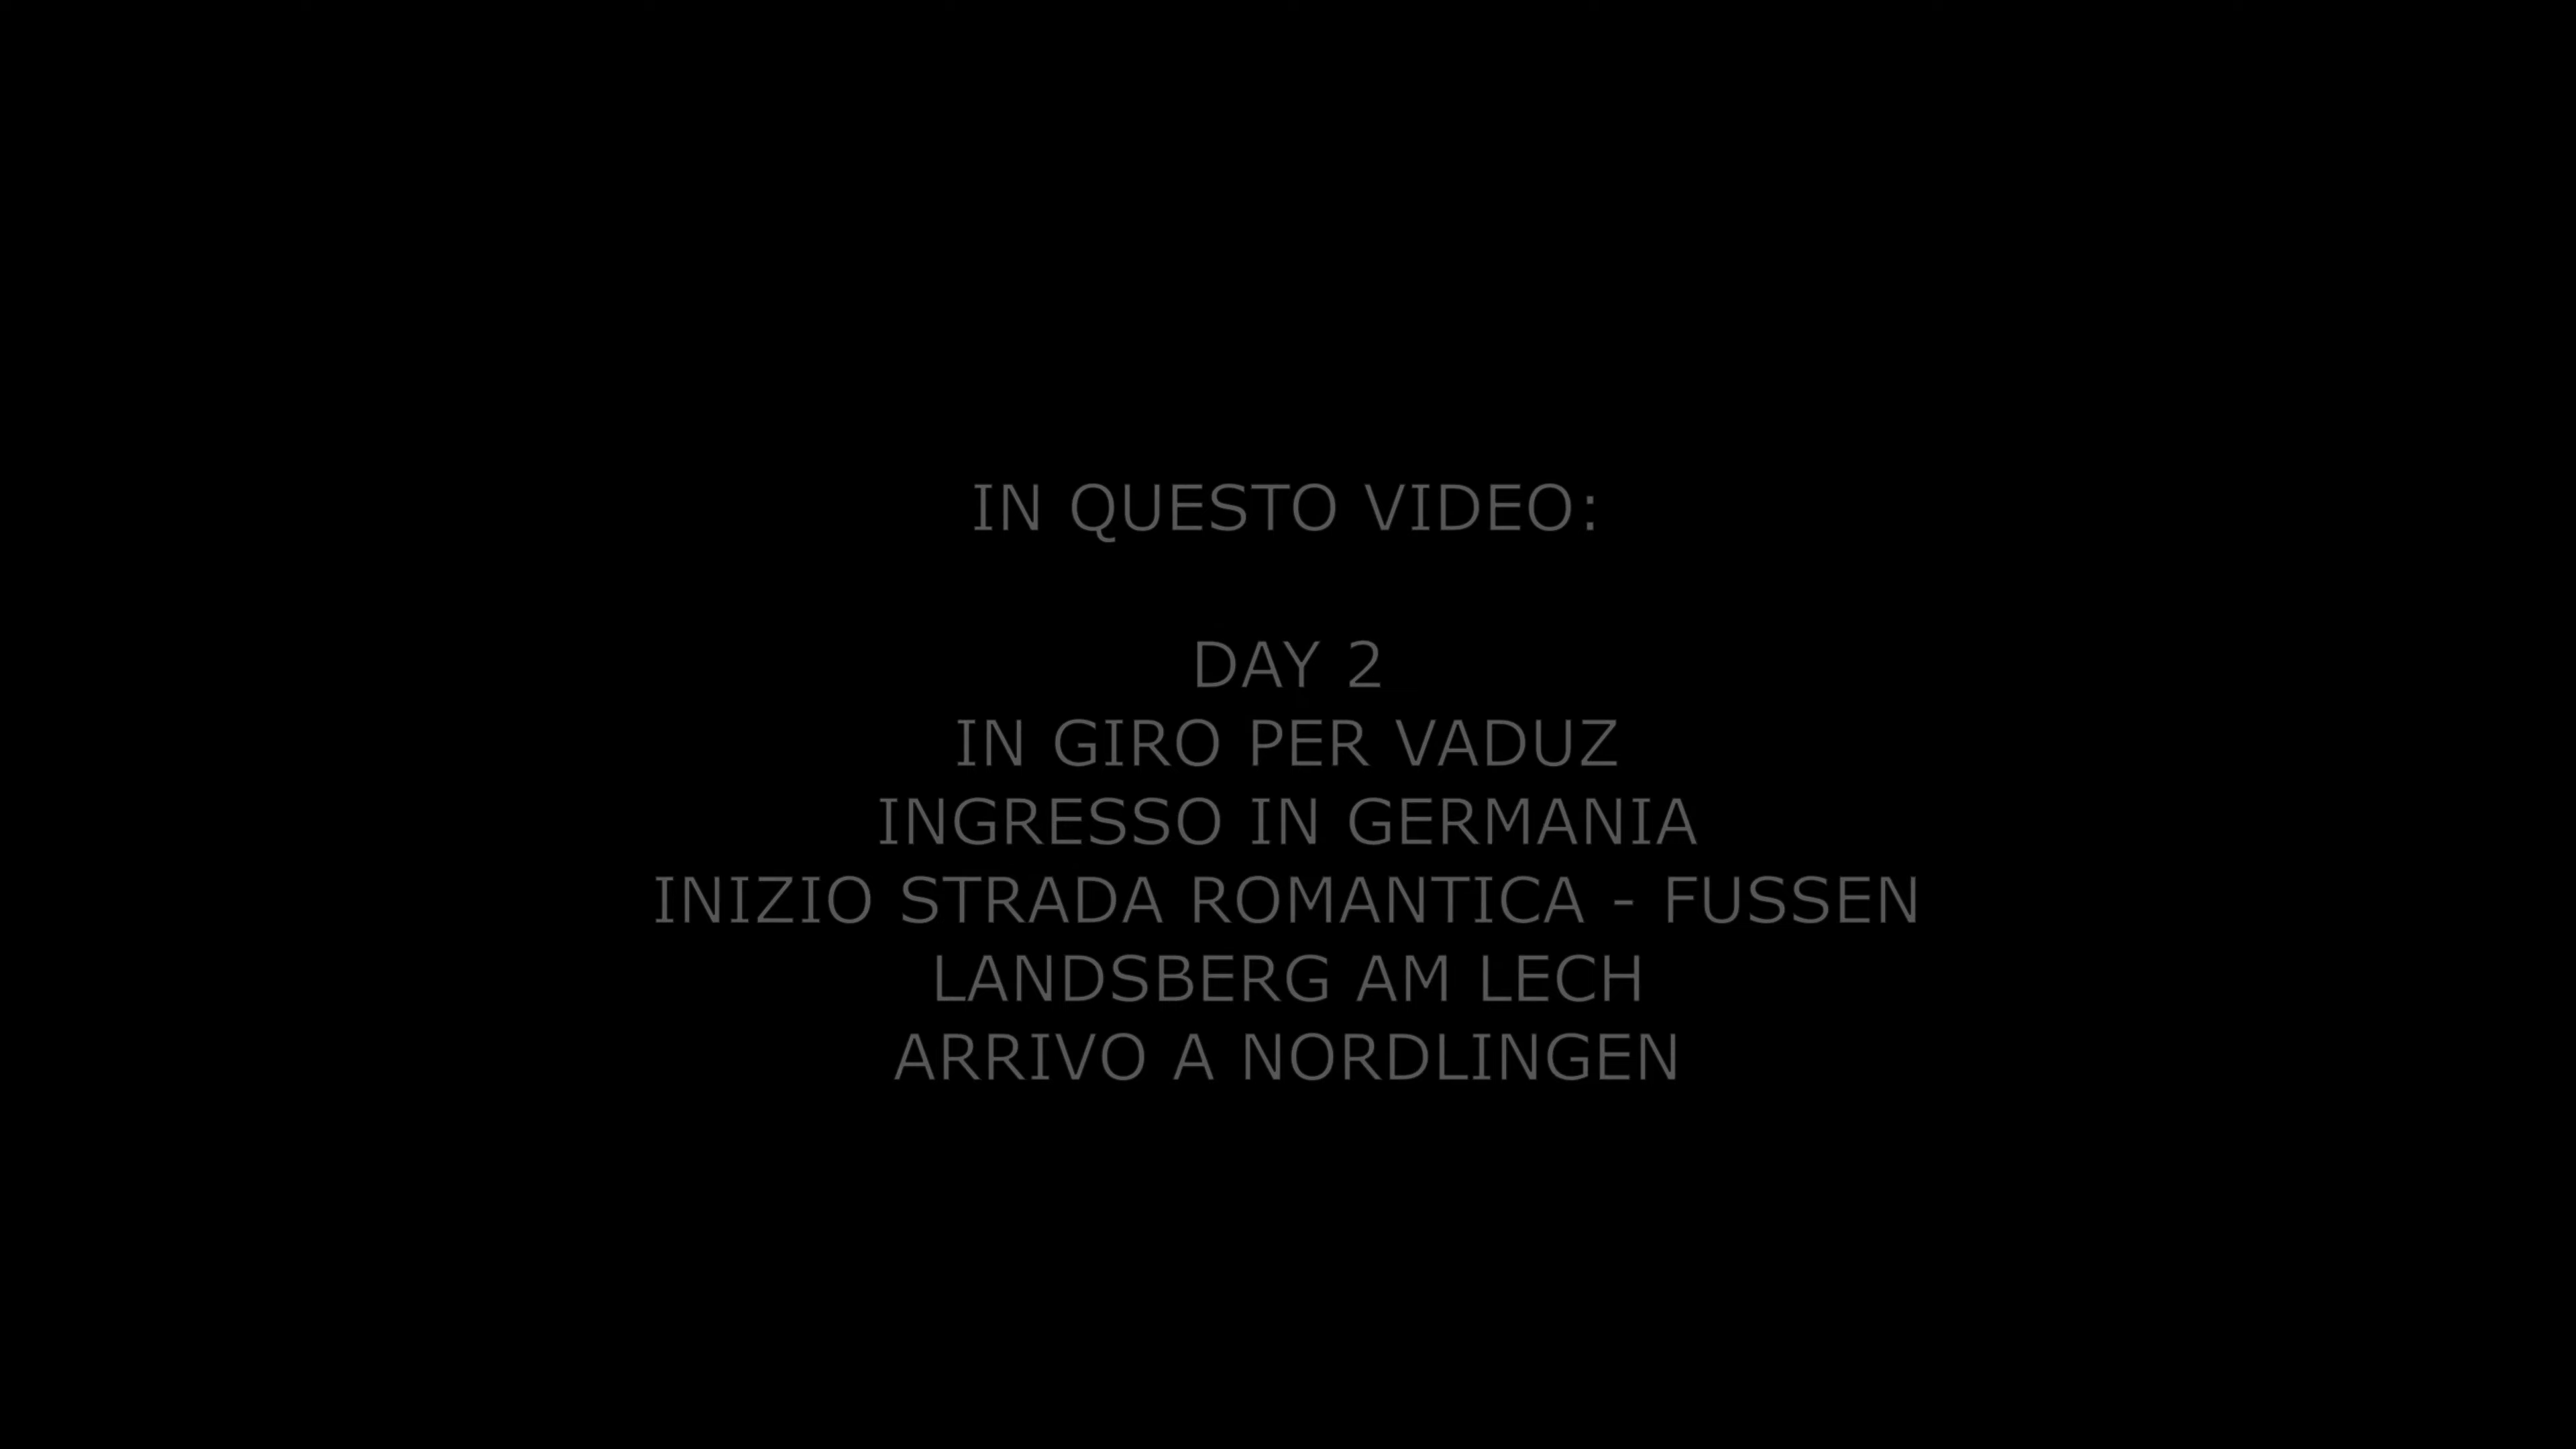 IN QUESTO VIDEO:
DAY 2
IN GIRO PER VADUZ
INGRESSO IN GERMANIA
INIZIO STRADA ROMANTICA - FUSSEN
LANDSBERG AM LECH
ARRIVO A NORDLINGEN